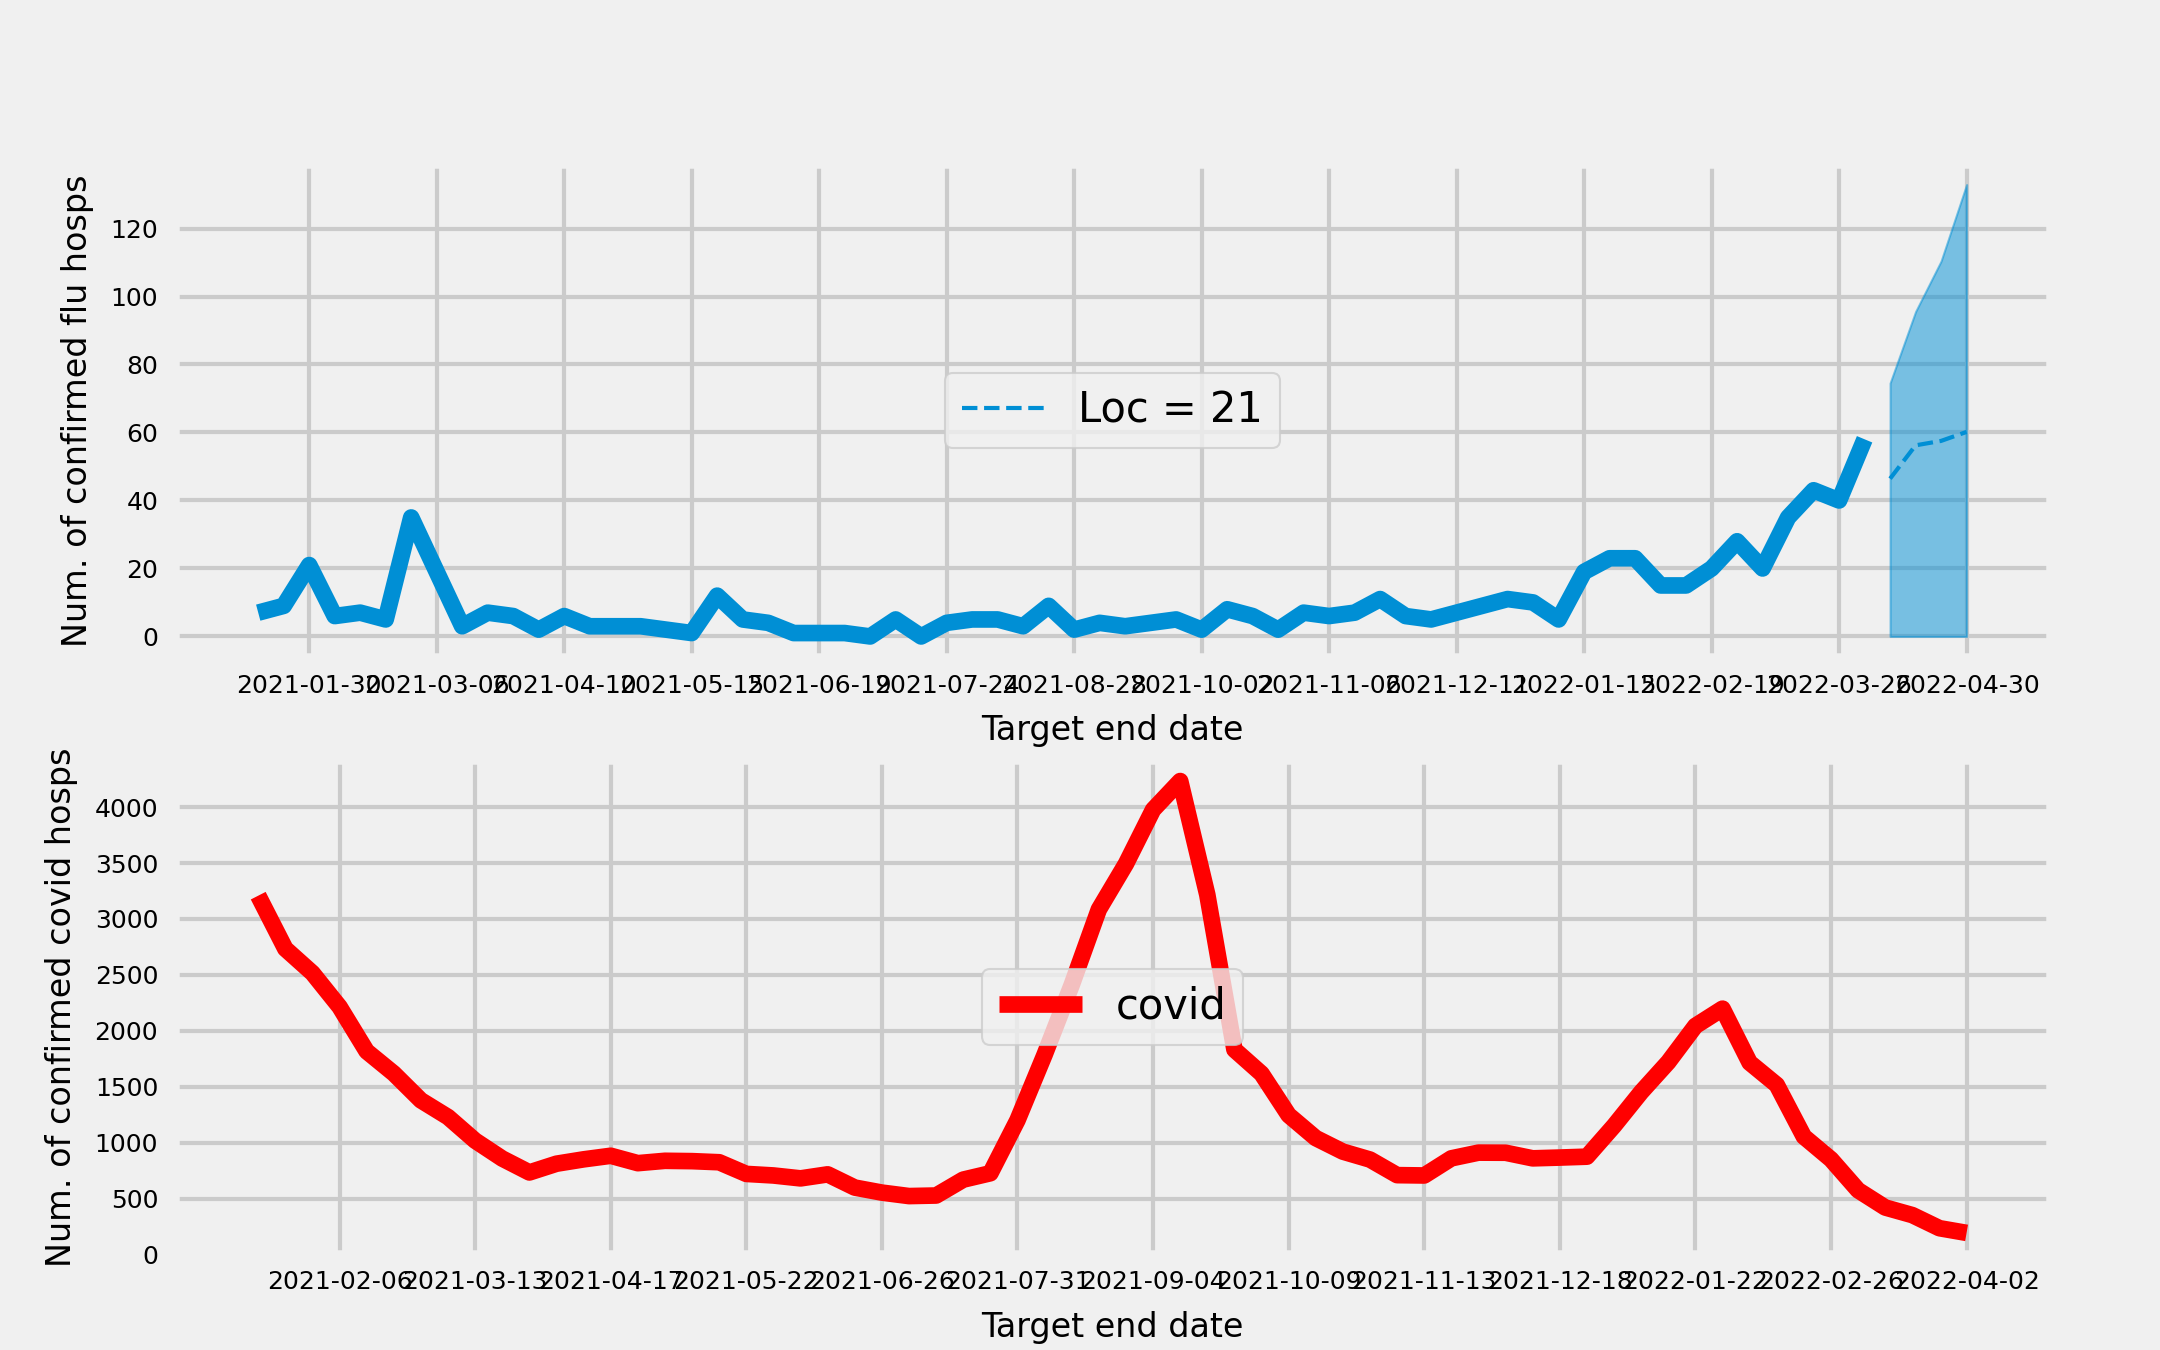 Num. of confirmed flu hosps
120
100
80
60
40
20
0
Loc = 21
2021-01-30 2021-03-06 2021-04-10 2021-05-15 2021-06-19 2021-07-24 2021-08-28 2021-10-02 2021-11-06 2021-12-11 2022-01-15 2022-02-19 2022-03-26 2022-04-30
Target end date
Num. of confirmed covid hosps
4000
3500
3000
2500
2000
1500
1000
500
0
covid
2021-02-06 2021-03-13 2021-04-17 2021-05-22 2021-06-26 2021-07-31 2021-09-04 2021-10-09 2021-11-13 2021-12-18 2022-01-22 2022-02-26 2022-04-02
Target end date